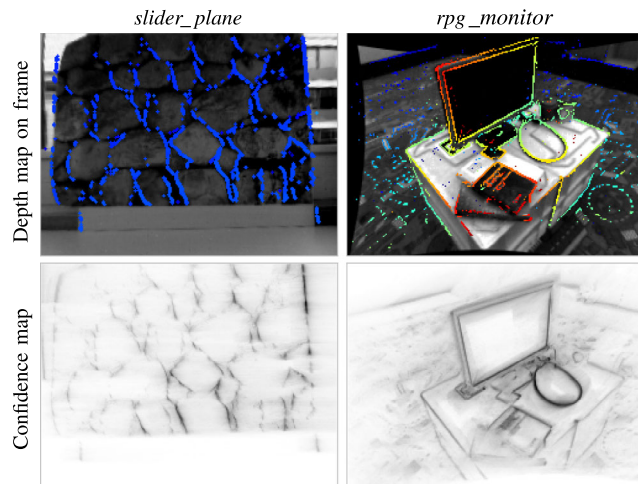 slider_plane
rpg_monitor
Depth map on frame
Confidence map